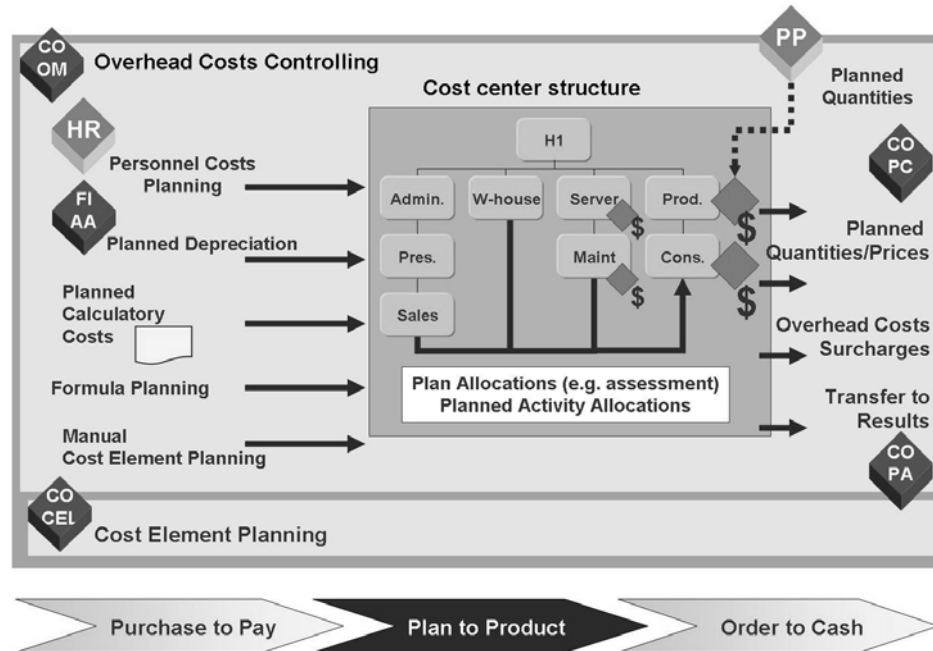 CO
OM
Overhead Costs Controlling
PP
Planned
Quantities
Cost center structure
HR
Personnel Costs
Planning
FI
AA
Planned Depreciation
Planned
Calculatory
Costs
Formula Planning
Manual
Cost Element Planning
H1
Admin.
W-house
Server
Prod.
$
$
Pres.
Maint
Cons.
$
$
Sales
Plan Allocations (e.g. assessment)
Planned Activity Allocations
CO
PC
Planned
Quantities/Prices
Overhead Costs
Surcharges
Transfer to
Results
CO
PA
CO
CEL
Cost Element Planning
Purchase to Pay
Plan to Product
Order to Cash